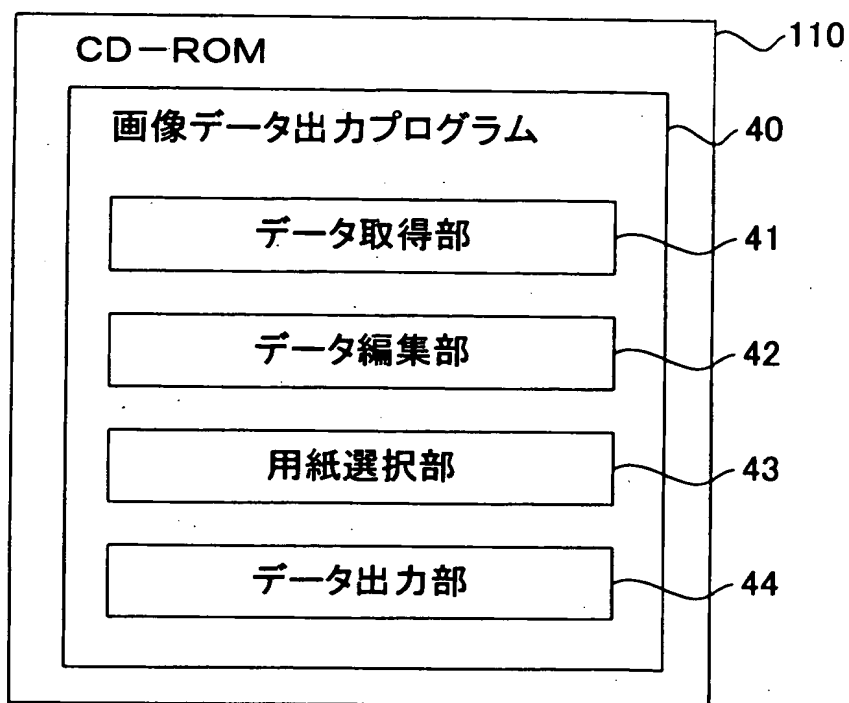 CD-ROM
110
画像データ出力プログラム
40
データ取得部
41
データ編集部
42
用紙選択部
43
データ出力部
44